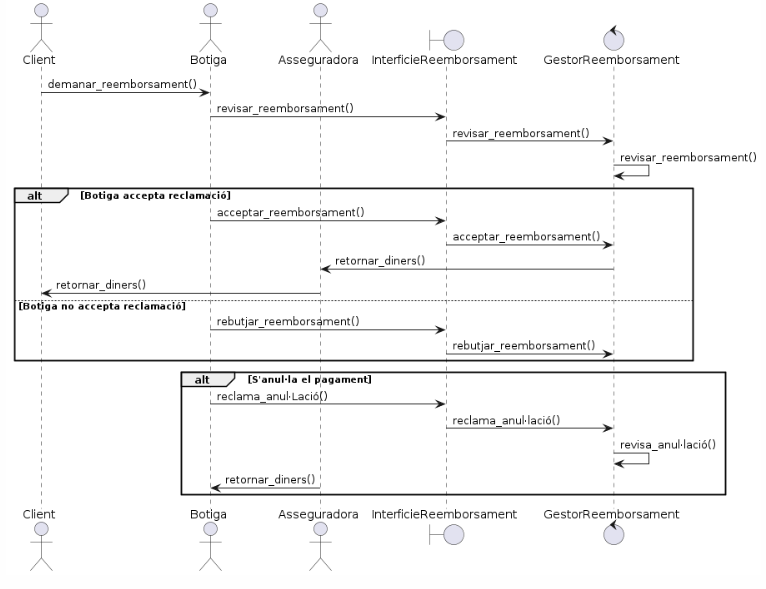 Client Botiga Asseguradora InterficieReemborsament GestorReemborsament
demanar_reemborsament()
revisar_reemborsament()
revisar_reemborsament()
revisar_reemborsament()
alt [Botiga accepta reclamació]
acceptar_reemborsament()
acceptar_reemborsament()
retornar_diners()
retornar_diners()
[Botiga no accepta reclamació]
rebutjar_reemborsament()
rebutjar_reemborsament()
alt [S'anul·la el pagament]
reclama_anul·Lació()
reclama_anul·lació()
revisa_anul·lació()
retornar_diners()
Client Botiga Asseguradora InterficieReemborsament GestorReemborsament